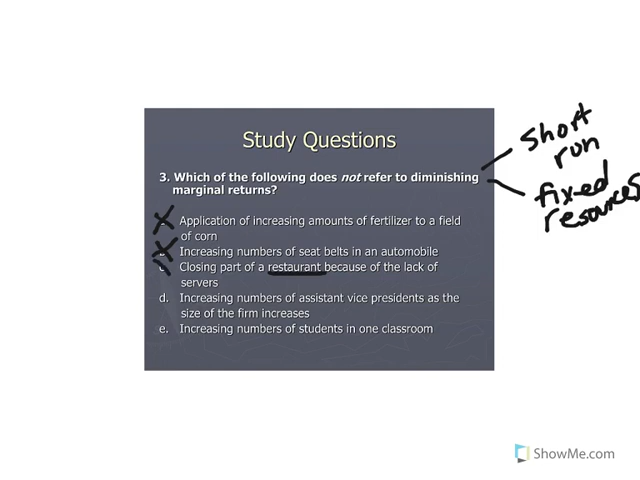 Study Questions
3. Which of the following does not refer to diminishing
marginal returns?
Application of increasing amounts of fertilizer to a field
of corn
Increasing numbers of seat belts in an automobile
c. Closing part of a restaurant because of the lack of
servers
d. Increasing numbers of assistant vice presidents as the
size of the firm increases
e. Increasing numbers of students in one classroom
short
run
fixed
resources
ShowMe.com